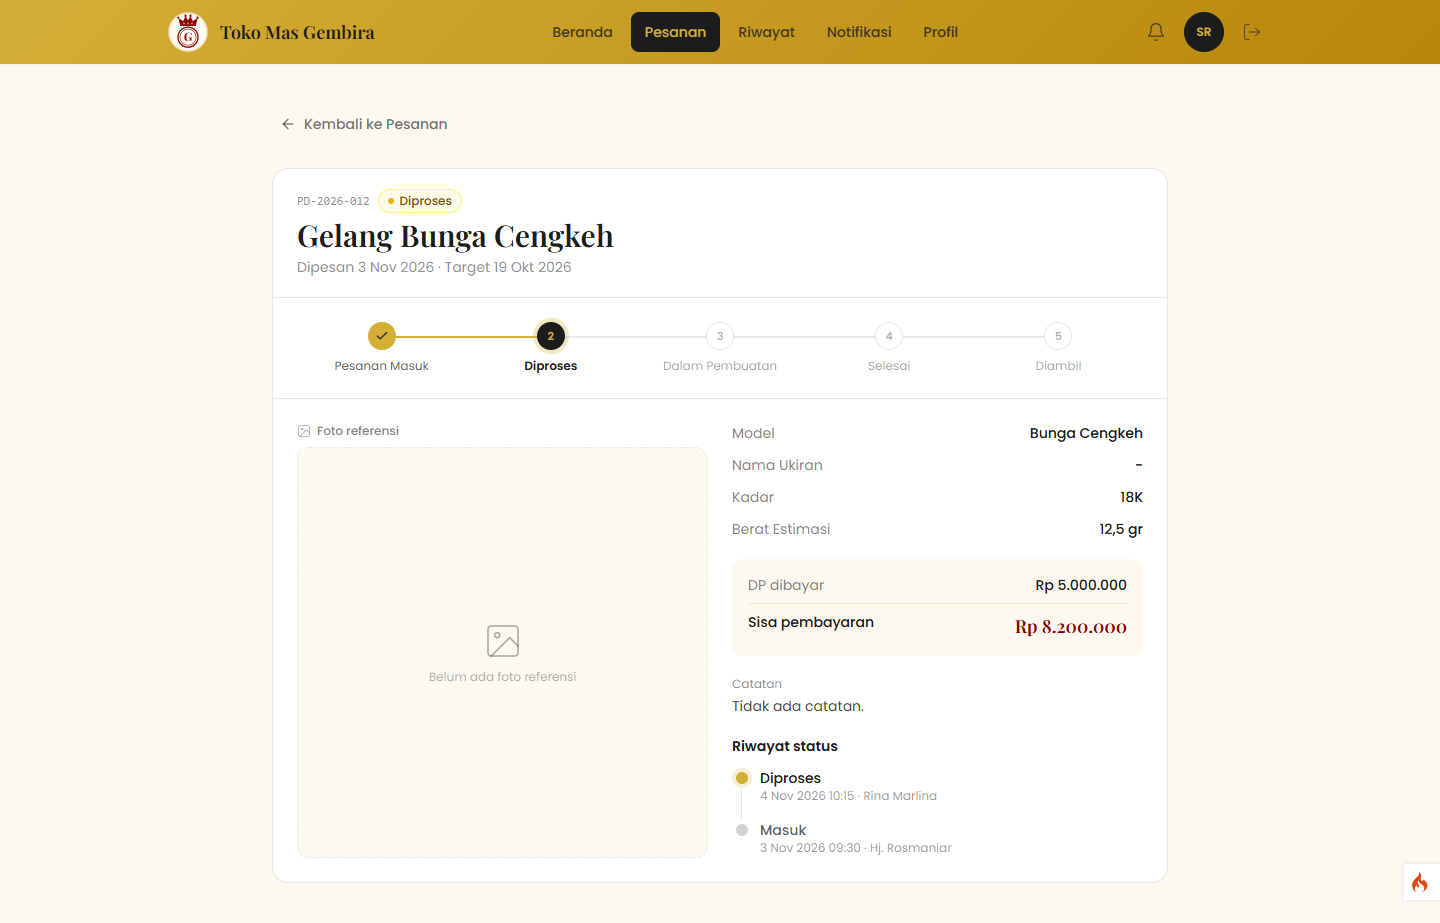 G
Toko Mas Gembira
Beranda
Pesanan
Riwayat
Notifikasi
Profil
SR
Kembali ke Pesanan
PD-2026-012
Diproses
Gelang Bunga Cengkeh
Dipesan 3 Nov 2026 · Target 19 Okt 2026
2
3
4
5
Pesanan Masuk
Diproses
Dalam Pembuatan
Selesai
Diambil
Foto referensi
Belum ada foto referensi
Model Bunga Cengkeh
Nama Ukiran -
Kadar 18K
Berat Estimasi 12,5 gr
DP dibayar Rp 5.000.000
Sisa pembayaran Rp 8.200.000
Catatan
Tidak ada catatan.
Riwayat status
Diproses
4 Nov 2026 10:15 · Rina Marlina
Masuk
3 Nov 2026 09:30 · Hj. Rosmaniar